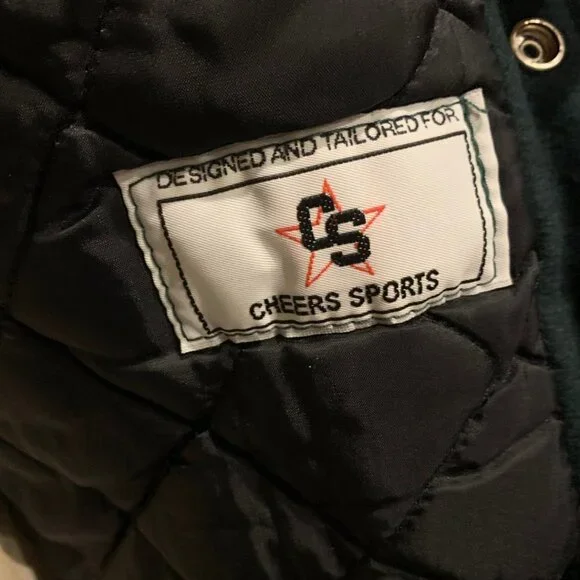 DESIGNED AND TAILORED FOR
CS
CHEERS SPORTS